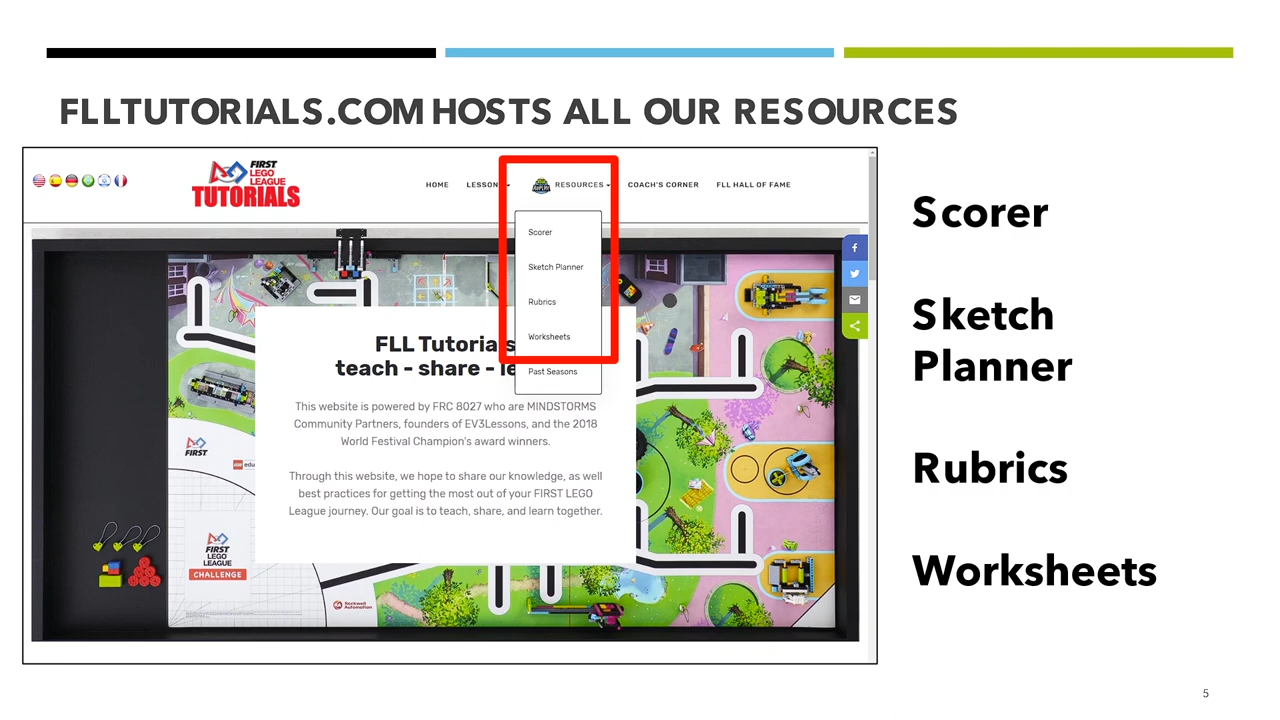 FLLTUTORIALS.COM HOSTS ALL OUR RESOURCES
FIRST
LEGO
LEAGUE
TUTORIALS
HOME
LESSON
RESOURCES
COACH'S CORNER
FLL HALL OF FAME
Scorer
Sketch Planner
Rubrics
Worksheets
Past Seasons
FLL Tutorials
teach - share - le
This website is powered by FRC 8027 who are MINDSTORMS
Community Partners, founders of EV3Lessons, and the 2018
World Festival Champion's award winners.
Through this website, we hope to share our knowledge, as well
best practices for getting the most out of your FIRST LEGO
League journey. Our goal is to teach, share, and learn together.
FIRST
edu
FIRST
LEGO
LEAGUE
CHALLENGE
Rockwell
Automation
Scorer
Sketch
Planner
Rubrics
Worksheets
5